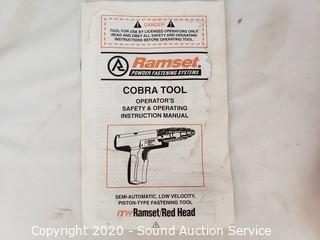 DANGER
TOOL FOR USE BY LICENSED OPERATORS ONLY.
READ AND OBEY ALL SAFETY AND OPERATING
INSTRUCTIONS BEFORE OPERATING TOOL.
Ramset
POWDER FASTENING SYSTEMS
COBRA TOOL
OPERATOR'S
SAFETY & OPERATING
INSTRUCTION MANUAL
SEMI-AUTOMATIC, LOW VELOCITY,
PISTON-TYPE FASTENING TOOL
ITW Ramset/Red Head
Copyright 2020 - Sound Auction Service